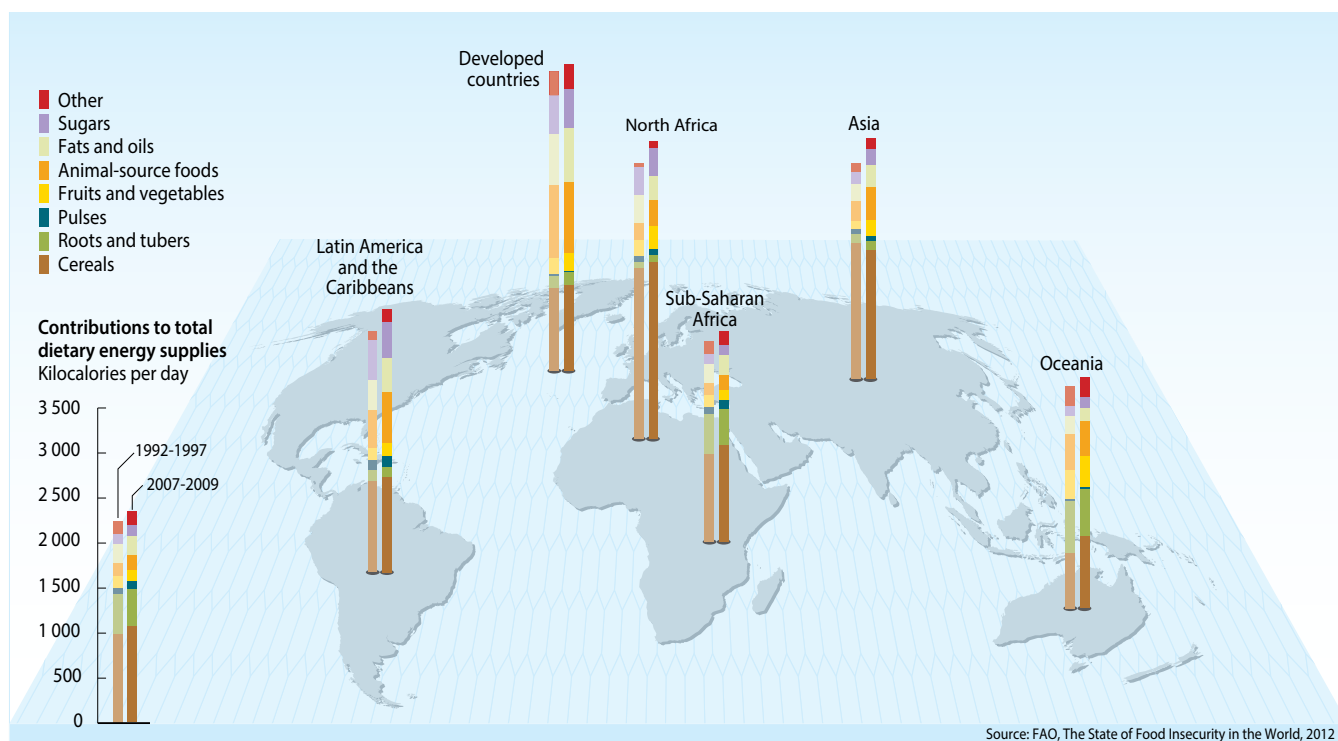 Other
Sugars
Fats and oils
Animal-source foods
Fruits and vegetables
Pulses
Roots and tubers
Cereals
Contributions to total
dietary energy supplies
Kilocalories per day
3 500
3 000
2 500
2 000
1 500
1 000
500
0
1992-1997
2007-2009
Latin America
and the
Caribbeans
Developed
countries
North Africa
Sub-Saharan
Africa
Asia
Oceania
Source: FAO, The State of Food Insecurity in the World, 2012